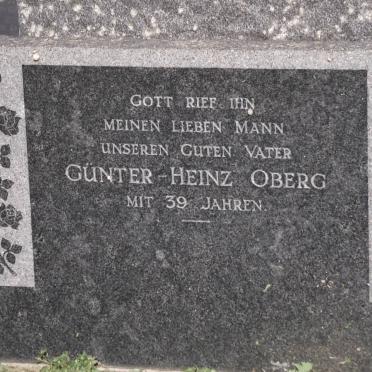 GOTT RIEF IHN
MEINEN LIEBEN MANN
UNSEREN GUTEN VATER
GÜNTER-HEINZ OBERG
MIT 39 JAHREN.